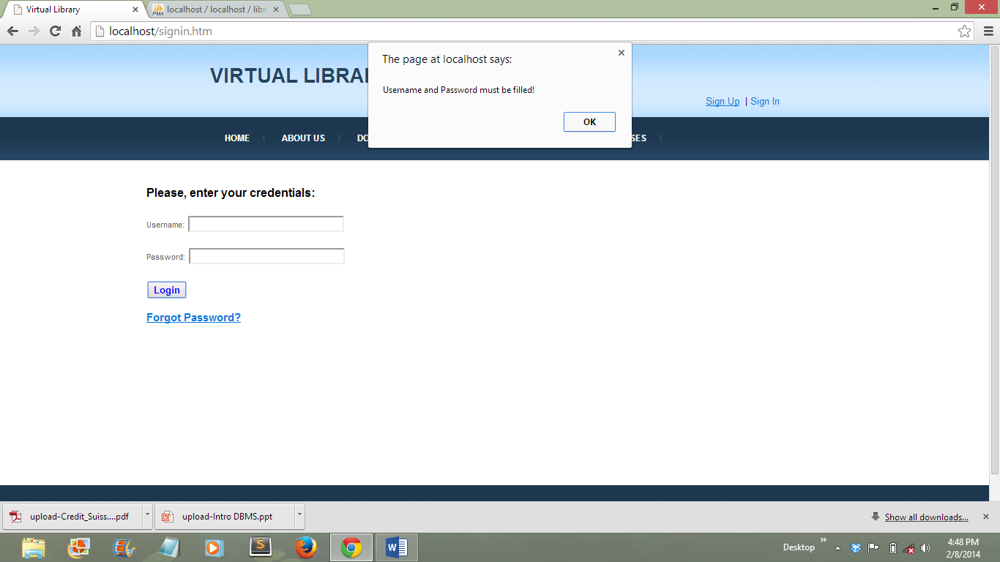 Virtual Library
PMA
localhost / localhost / libr
localhost/signin.htm
The page at localhost says:
Username and Password must be filled!
OK
VIRTUAL LIBRA
Sign Up | Sign In
HOME
ABOUT US
DO
SES
Please, enter your credentials:
Username:
Password:
Login
Forgot Password?
upload-Credit_Suiss....pdf
upload-Intro DBMS.ppt
Show all downloads...
S
W
Desktop
4:48 PM
2/8/2014